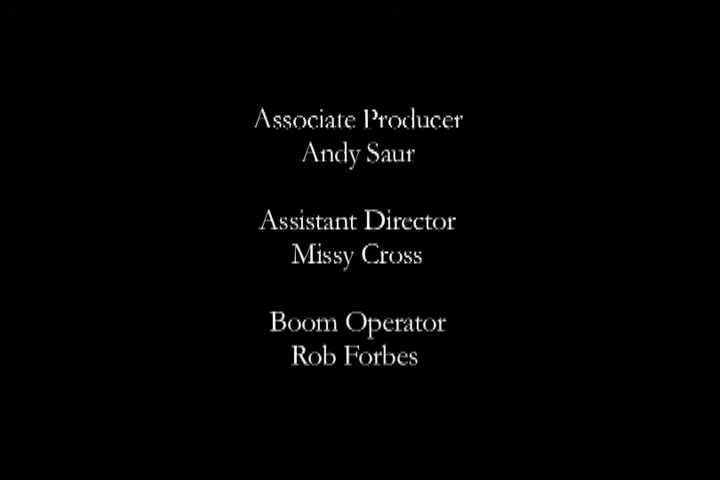 Associate Producer
Andy Saur
Assistant Director
Missy Cross
Boom Operator
Rob Forbes